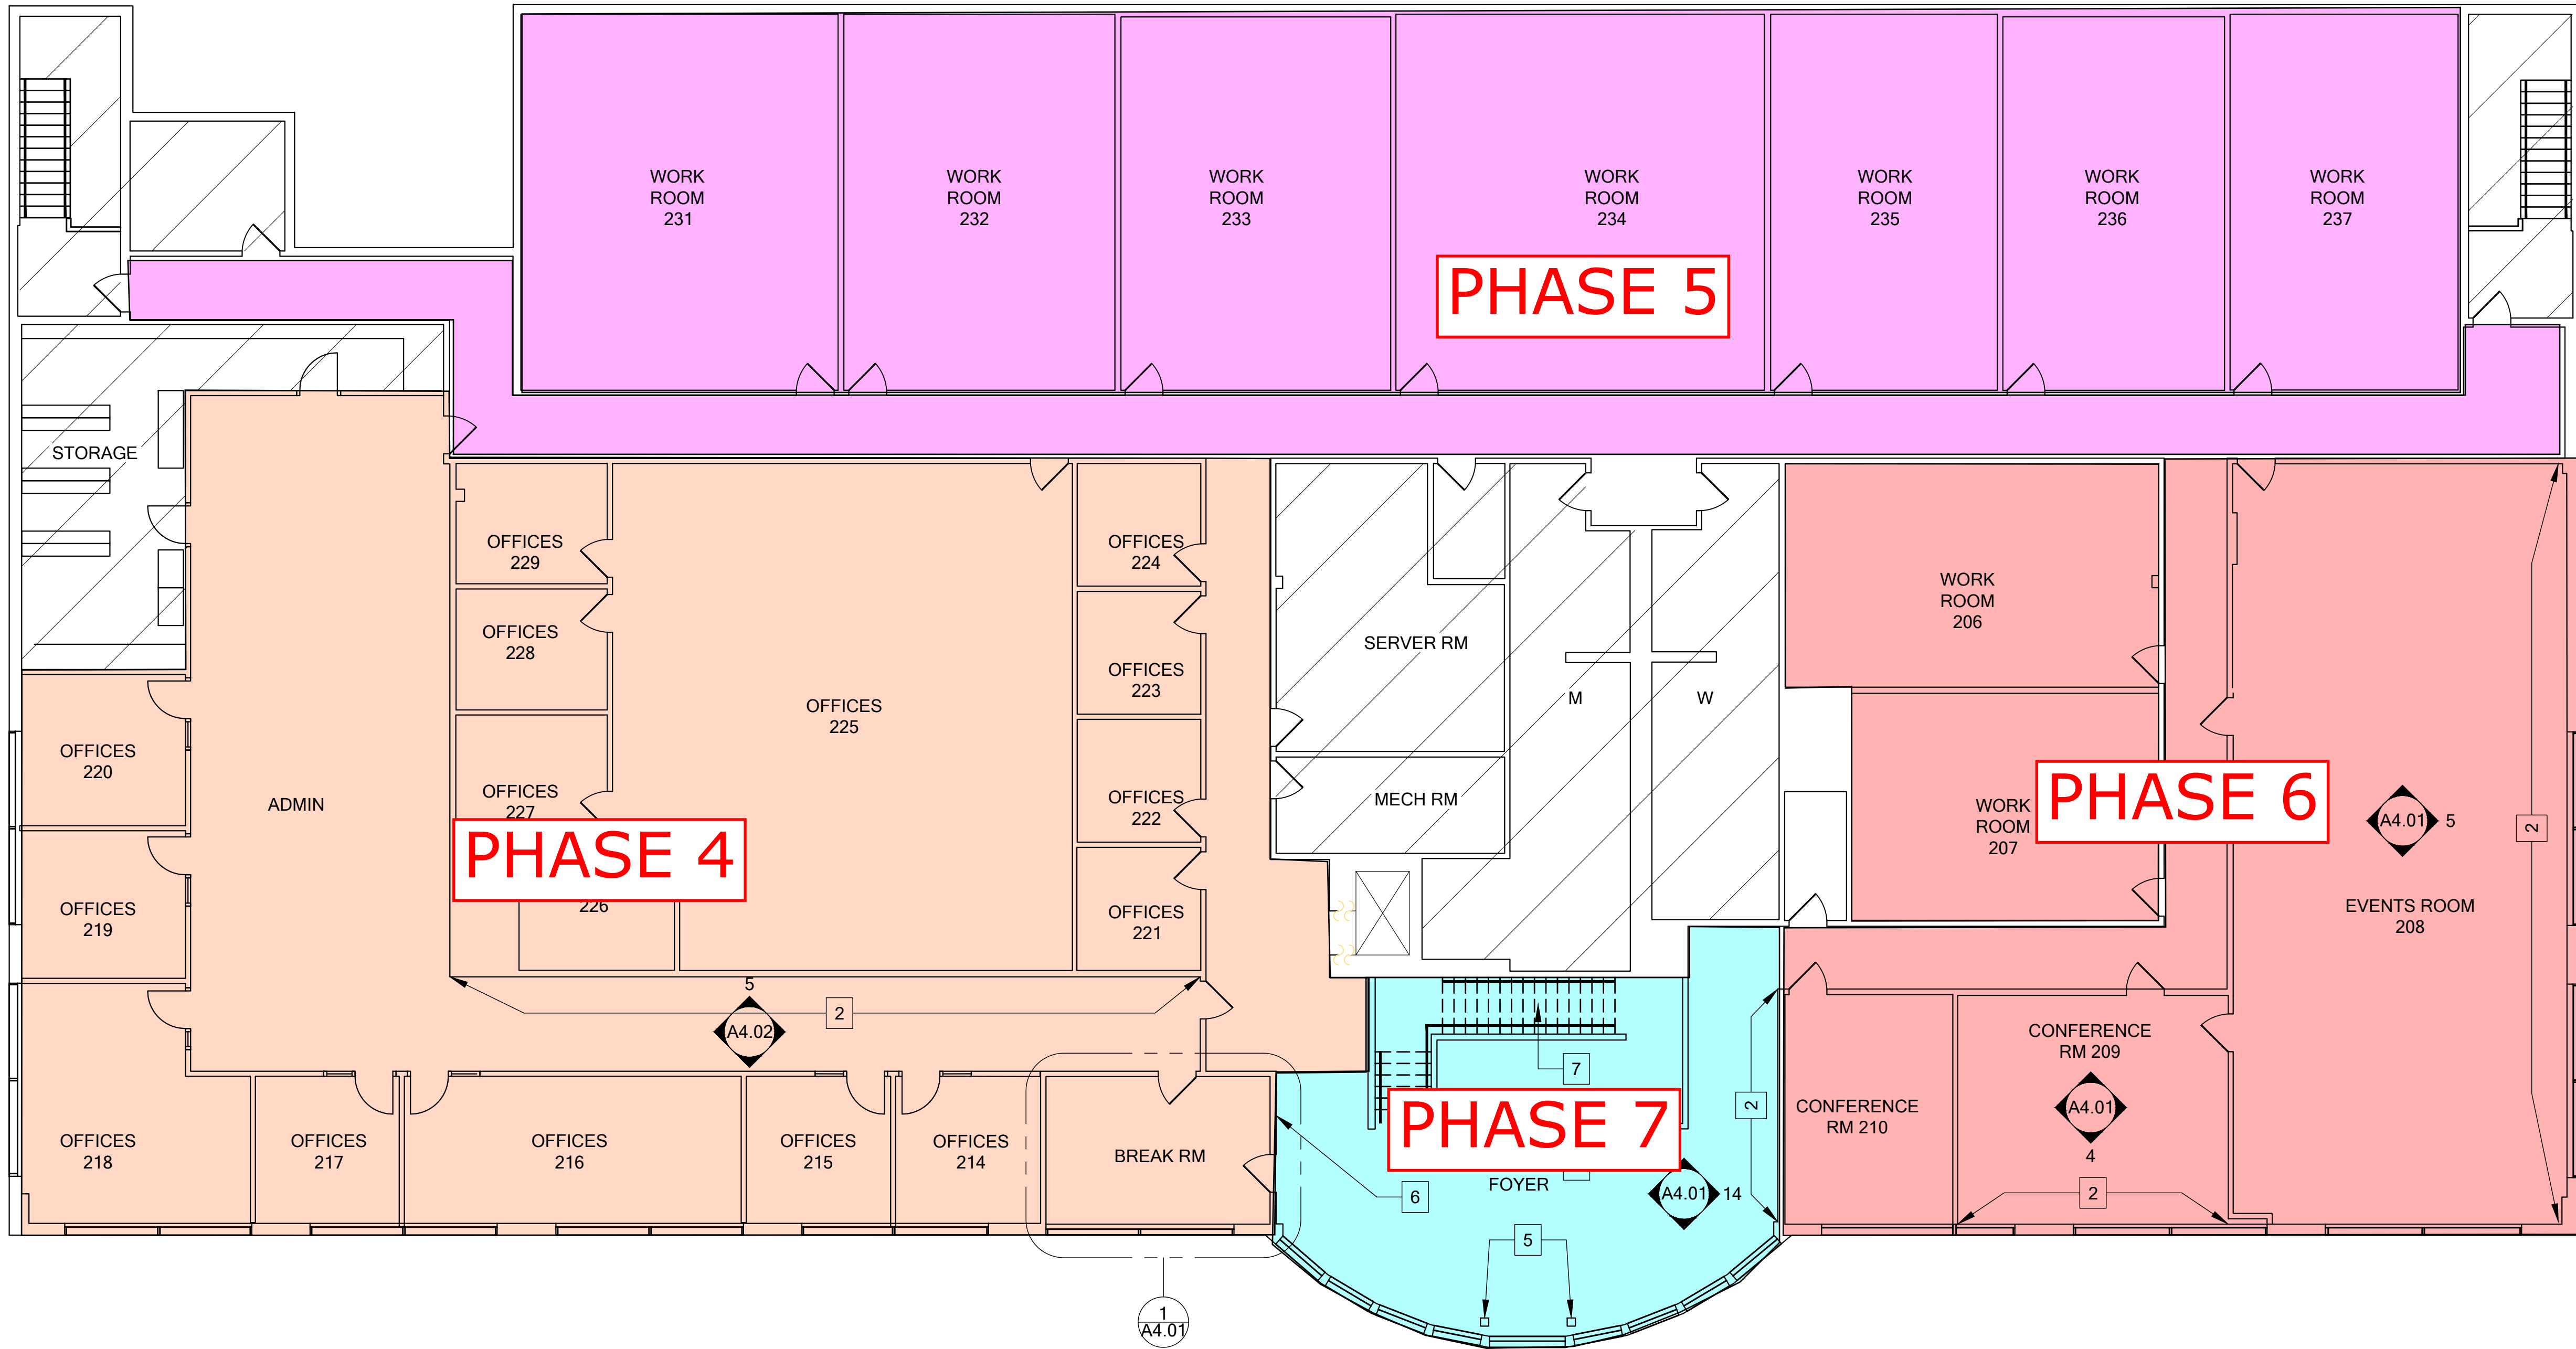 WORK
ROOM
231
WORK
ROOM
232
WORK
ROOM
233
WORK
ROOM
234
WORK
ROOM
235
WORK
ROOM
236
WORK
ROOM
237
PHASE 5
STORAGE
OFFICES
229
OFFICES
224
OFFICES
228
OFFICES
223
OFFICES
225
SERVER RM
M
W
WORK
ROOM
206
OFFICES
220
ADMIN
OFFICES
227
OFFICES
222
MECH RM
WORK
ROOM
207
PHASE 6
A4.01
5
2
PHASE 4
226
OFFICES
219
OFFICES
221
EVENTS ROOM
208
5
A4.02
2
7
2
CONFERENCE
RM 209
A4.01
4
CONFERENCE
RM 210
PHASE 7
OFFICES
218
OFFICES
217
OFFICES
216
OFFICES
215
OFFICES
214
BREAK RM
6
FOYER
A4.01
14
2
5
1
A4.01